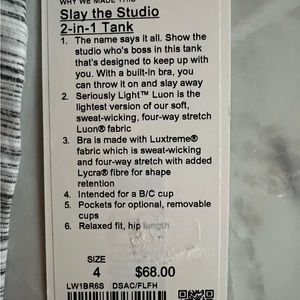 WHY WE MADE THIS
Slay the Studio
2-in-1 Tank
1. The name says it all. Show the
studio who's boss in this tank
that's designed to keep up with
you. With a built-in bra, you
can throw it on and slay away
2. Seriously Light™ Luon is the
lightest version of our soft,
sweat-wicking, four-way stretch
Luon® fabric
3. Bra is made with Luxtreme®
fabric which is sweat-wicking
and four-way stretch with added
Lycra® fibre for shape
retention
4. Intended for a B/C cup
5. Pockets for optional, removable
cups
6. Relaxed fit, hip length
SIZE
4 $68.00
LW1BR6S DSAC/FLFH